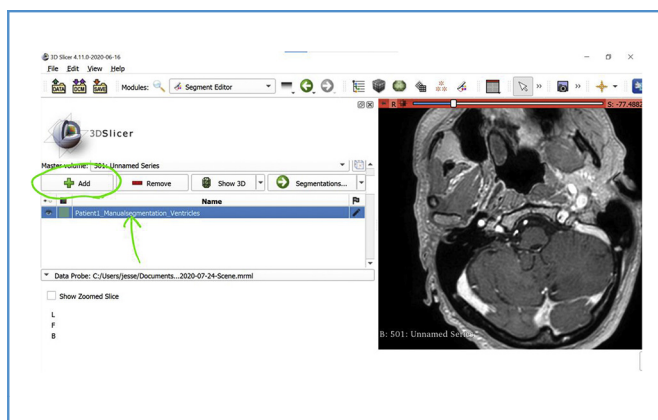 3D Slicer 4.11.0-2020-06-16
File Edit View Help
DATA DCM SAVE Modules: Segment Editor
R S: -77.4882
3DSlicer
Master volume: 501: Unnamed Series
Add Remove Show 3D Segmentations...
Name
Patient1_Manualsegmentation_Ventricles
Data Probe: C:/Users/jesse/Documents...2020-07-24-Scene.mrml
Show Zoomed Slice
L
F
B
B: 501: Unnamed Series